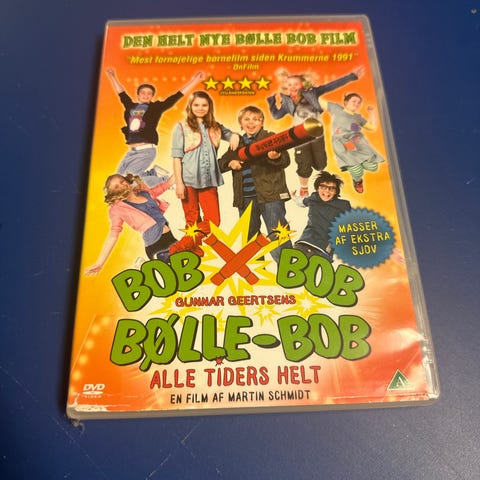 DEN HELT NYE BØLLE BOB FILM
"Mest fornøjelige børnefilm siden Krummerne 1991"
- OnFilm
MASSER
AF EKSTRA
SJOV
BOB BOB
GUNNAR GEERTSENS
BØLLE-BOB
ALLE TIDERS HELT
EN FILM AF MARTIN SCHMIDT
DVD
VIDEO
A